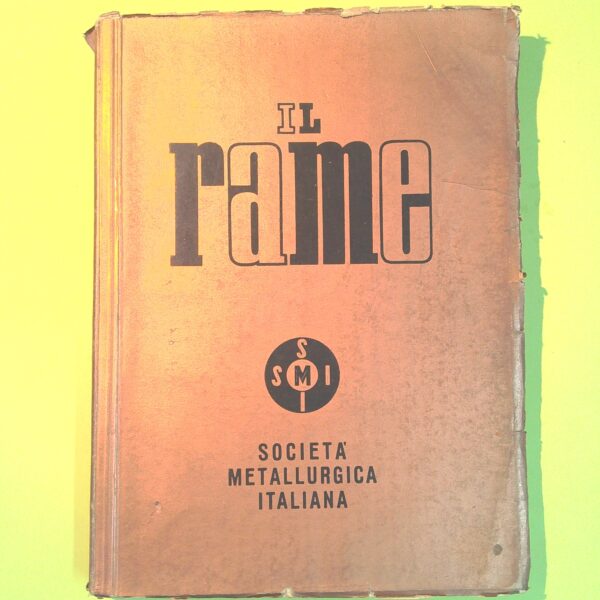 IL
rame
S
SMI
I
SOCIETÀ
METALLURGICA
ITALIANA